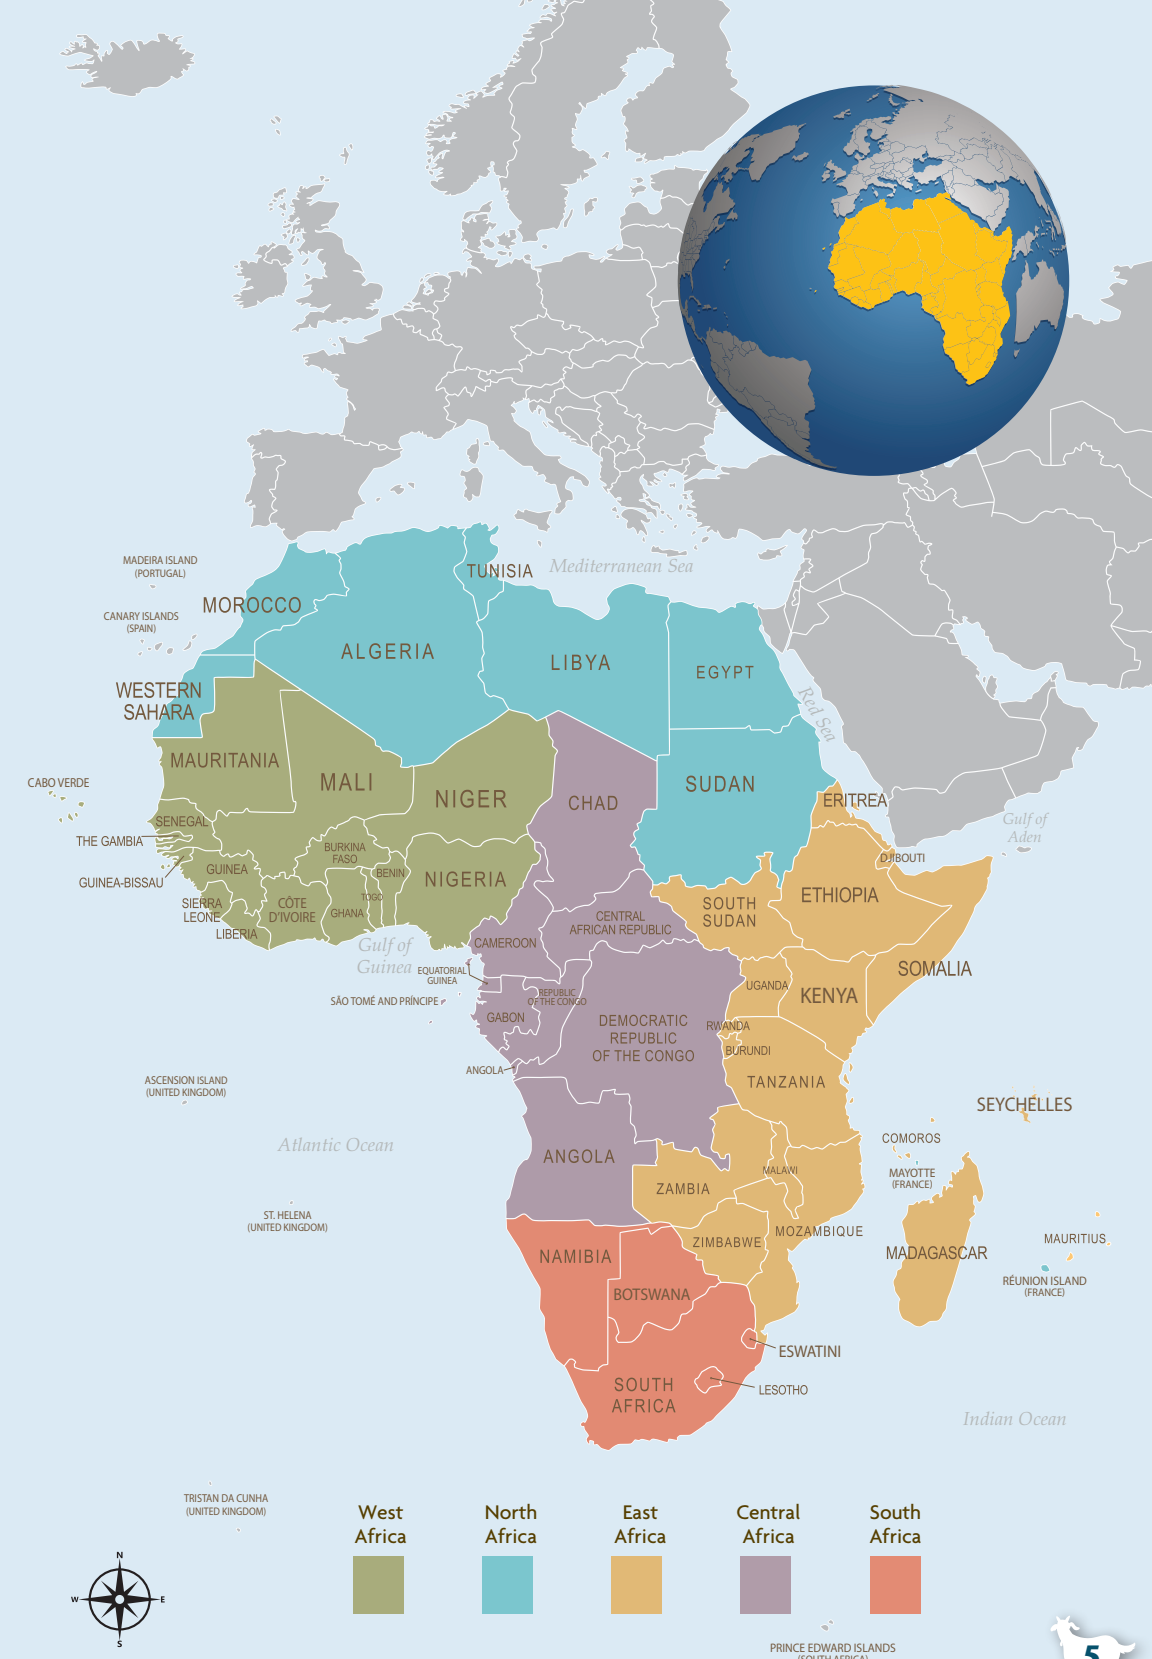 MADEIRA ISLAND
(PORTUGAL)
CANARY ISLANDS
(SPAIN)
TUNISIA
Mediterranean Sea
MOROCCO
ALGERIA
LIBYA
EGYPT
WESTERN
SAHARA
Red Sea
MAURITANIA
MALI
NIGER
CHAD
SUDAN
ERITREA
CABO VERDE
SENEGAL
THE GAMBIA
Gulf of
Aden
BURKINA
FASO
DJIBOUTI
GUINEA
BENIN
GUINEA-BISSAU
NIGERIA
ETHIOPIA
SIERRA
LEONE
CÔTE
D'IVOIRE
GHANA
TOGO
SOUTH
SUDAN
LIBERIA
CENTRAL
AFRICAN REPUBLIC
Gulf of
Guinea
CAMEROON
EQUATORIAL
GUINEA
SOMALIA
UGANDA
KENYA
SÃO TOMÉ AND PRÍNCIPE
REPUBLIC
OF THE CONGO
GABON
DEMOCRATIC
REPUBLIC
OF THE CONGO
RWANDA
BURUNDI
ANGOLA
TANZANIA
ASCENSION ISLAND
(UNITED KINGDOM)
SEYCHELLES
Atlantic Ocean
COMOROS
ANGOLA
MALAWI
MAYOTTE
(FRANCE)
ZAMBIA
ST. HELENA
(UNITED KINGDOM)
MOZAMBIQUE
ZIMBABWE
MAURITIUS
NAMIBIA
MADAGASCAR
BOTSWANA
RÉUNION ISLAND
(FRANCE)
ESWATINI
SOUTH
AFRICA
LESOTHO
Indian Ocean
TRISTAN DA CUNHA
(UNITED KINGDOM)
West
Africa
North
Africa
East
Africa
Central
Africa
South
Africa
N
W
E
S
PRINCE EDWARD ISLANDS
(SOUTH AFRICA)
5